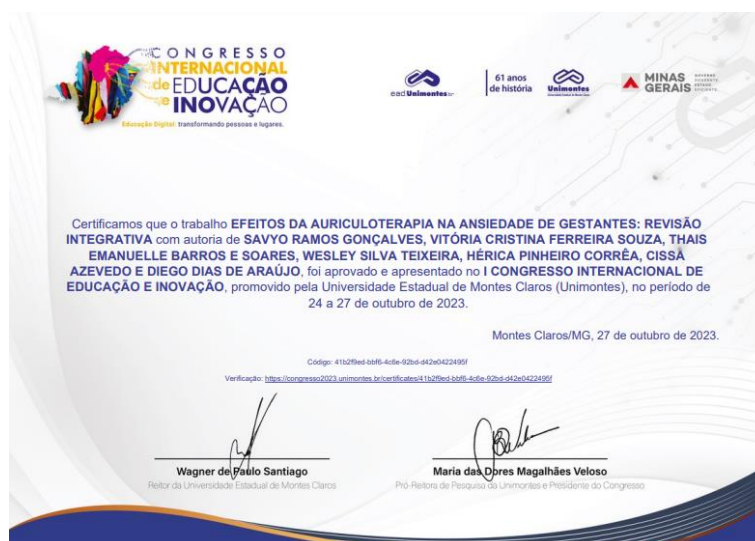 CONGRESSO
INTERNACIONAL
de EDUCAÇÃO
e INOVAÇÃO
Educação Digital: transformando pessoas e lugares.
ead Unimontes
61 anos
de história
Unimontes
MINAS
GERAIS
Certificamos que o trabalho EFEITOS DA AURICULOTERAPIA NA ANSIEDADE DE GESTANTES: REVISÃO
INTEGRATIVA com autoria de SAVYO RAMOS GONÇALVES, VITÓRIA CRISTINA FERREIRA SOUZA, THAIS
EMANUELLE BARROS E SOARES, WESLEY SILVA TEIXEIRA, HÉRICA PINHEIRO CORRÊA, CISSÂ
AZEVEDO E DIEGO DIAS DE ARAÚJO, foi aprovado e apresentado no I CONGRESSO INTERNACIONAL DE
EDUCAÇÃO E INOVAÇÃO, promovido pela Universidade Estadual de Montes Claros (Unimontes), no período de
24 a 27 de outubro de 2023.
Montes Claros/MG, 27 de outubro de 2023.
Código: 41b2f9ed-bbf6-4c6e-92bd-d42e0422495f
Verificação: https://congresso2023.unimontes.br/certificates/41b2f9ed-bbf6-4c6e-92bd-d42e0422495f
Wagner de Paulo Santiago
Reitor da Universidade Estadual de Montes Claros
Maria das Dores Magalhães Veloso
Pró-Reitora de Pesquisa da Unimontes e Presidente do Congresso